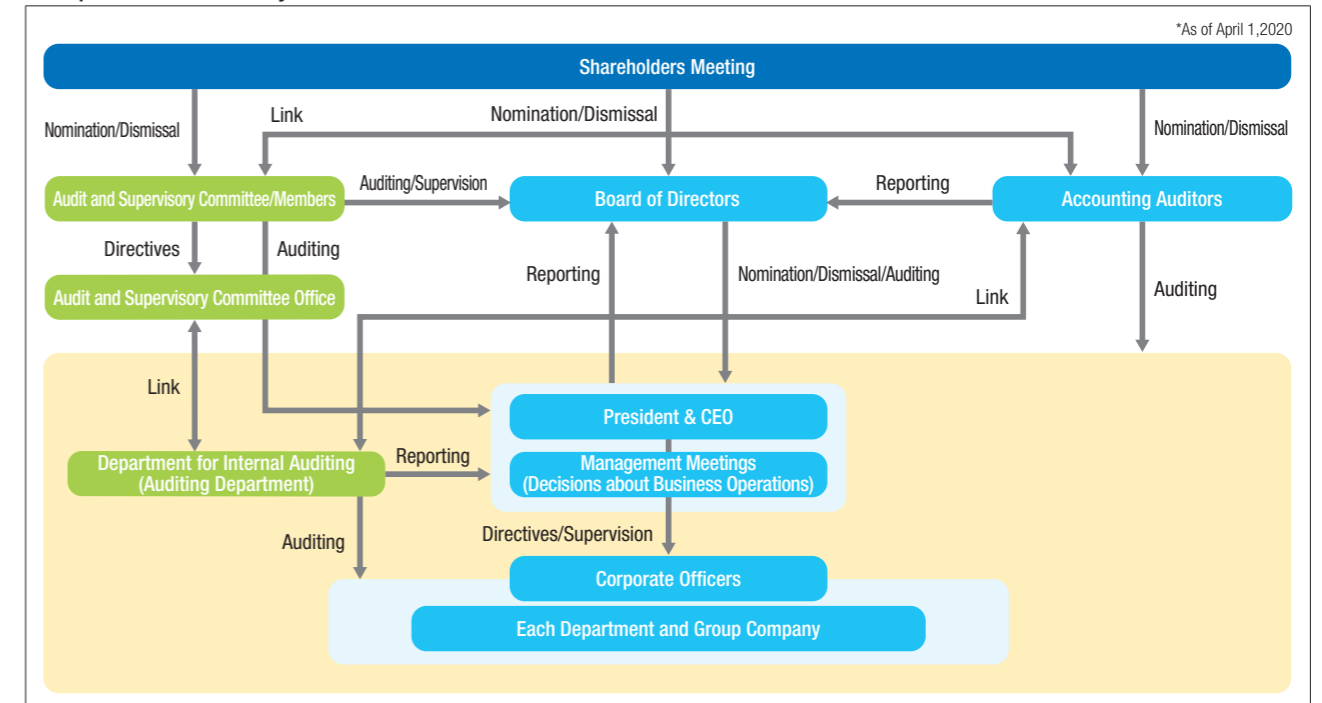 *As of April 1,2020
Shareholders Meeting
Nomination/Dismissal
Link
Nomination/Dismissal
Nomination/Dismissal
Audit and Supervisory Committee/Members
Auditing/Supervision
Board of Directors
Reporting
Accounting Auditors
Directives
Auditing
Reporting
Nomination/Dismissal/Auditing
Link
Auditing
Audit and Supervisory Committee Office
Link
President & CEO
Department for Internal Auditing
(Auditing Department)
Reporting
Management Meetings
(Decisions about Business Operations)
Auditing
Directives/Supervision
Corporate Officers
Each Department and Group Company